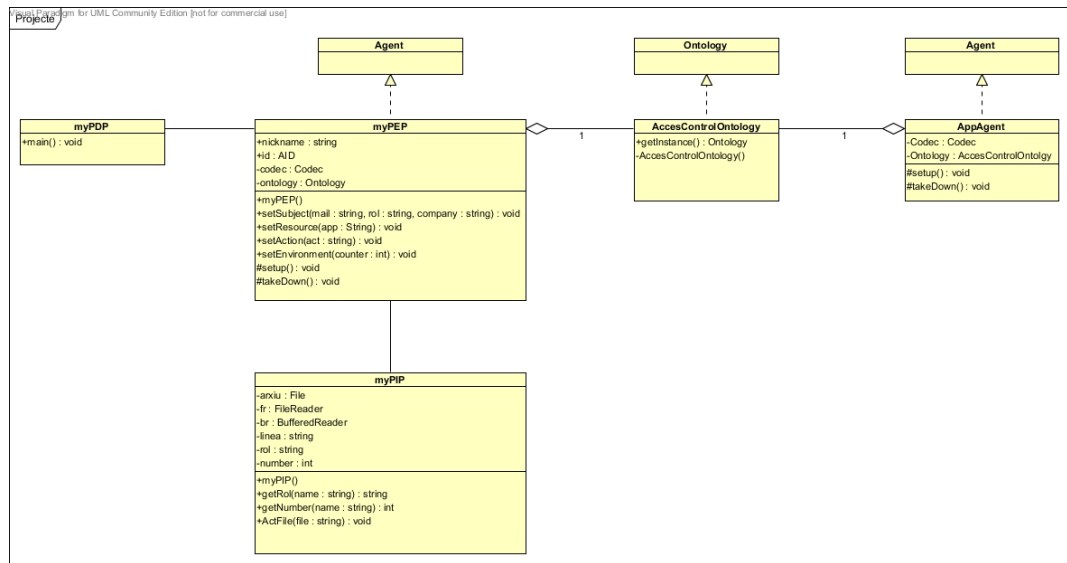 Visual Paradigm for UML Community Edition [not for commercial use]
Projecte
Agent
Ontology
Agent
myPDP
+main() : void
myPEP
+nickname : string
+id : AID
-codec : Codec
-ontology : Ontology
+myPEP()
+setSubject(mail : string, rol : string, company : string) : void
+setResource(app : String) : void
+setAction(act : string) : void
+setEnvironment(counter : int) : void
#setup() : void
#takeDown() : void
1
AccesControlOntology
+getInstance() : Ontology
-AccesControlOntology()
1
AppAgent
-Codec : Codec
-Ontology : AccesControlOntolgy
#setup() : void
#takeDown() : void
myPIP
-arxiu : File
-fr : FileReader
-br : BufferedReader
-linea : string
-rol : string
-number : int
+myPIP()
+getRol(name : string) : string
+getNumber(name : string) : int
+ActFile(file : string) : void